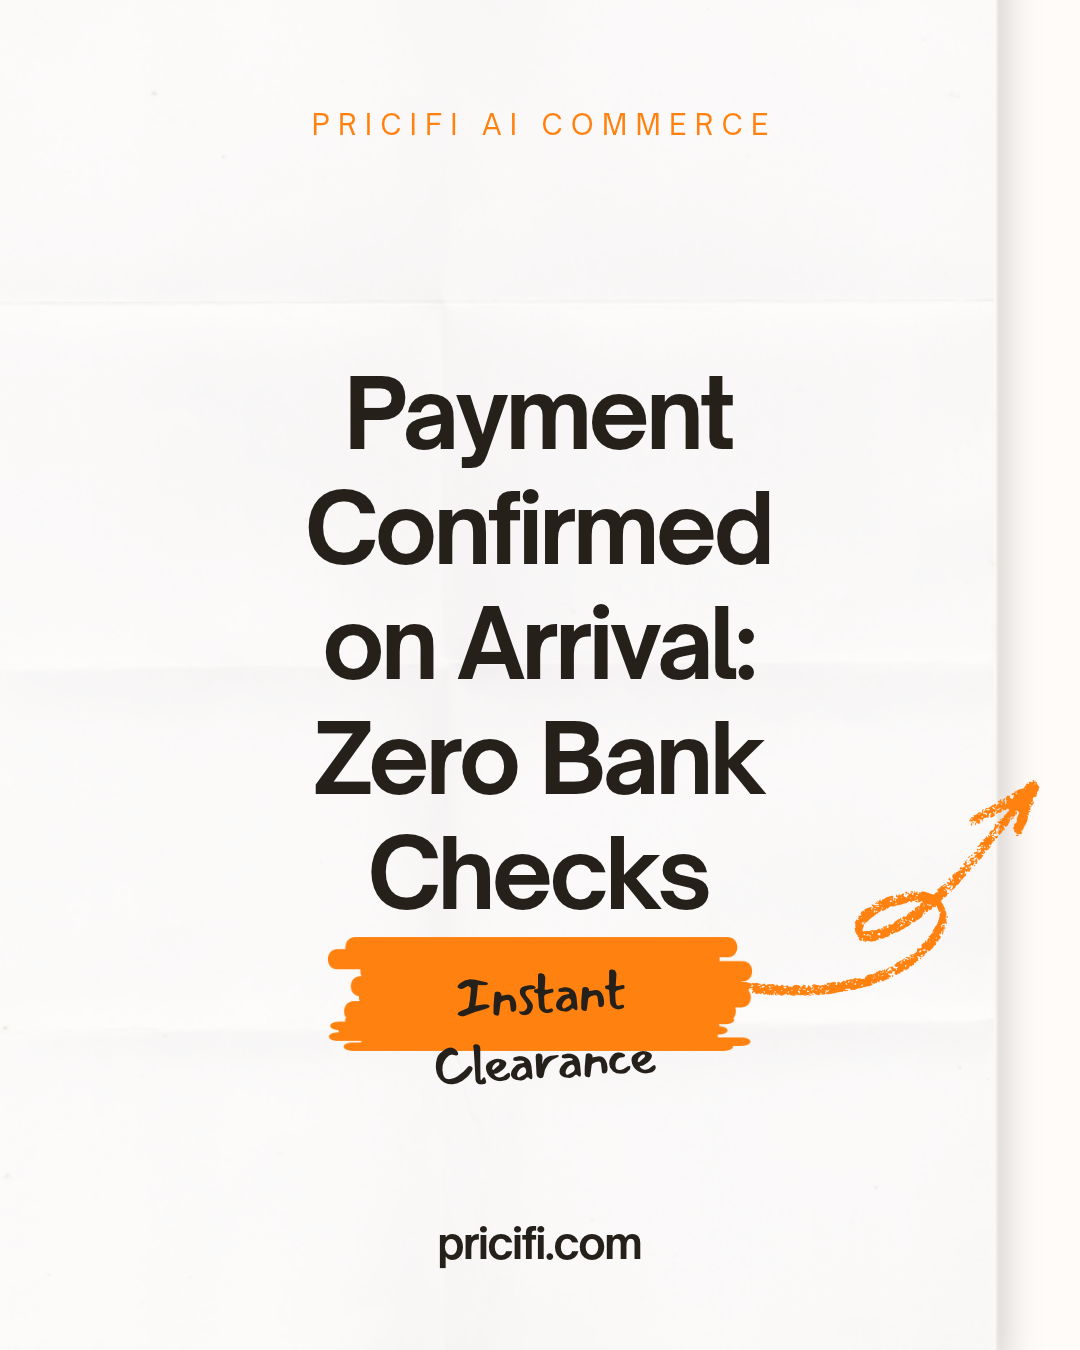 PRICIFI AI COMMERCE
Payment
Confirmed
on Arrival:
Zero Bank
Checks
Instant
Clearance
pricifi.com